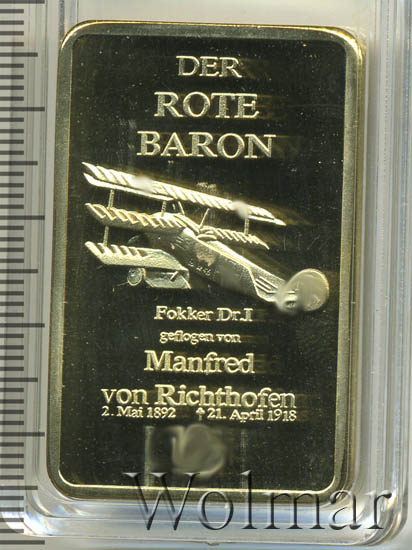 DER
ROTE
BARON
Fokker Dr.I
geflogen von
Manfred
von Richthofen
2. Mai 1892 †21. April 1918
Wolmar